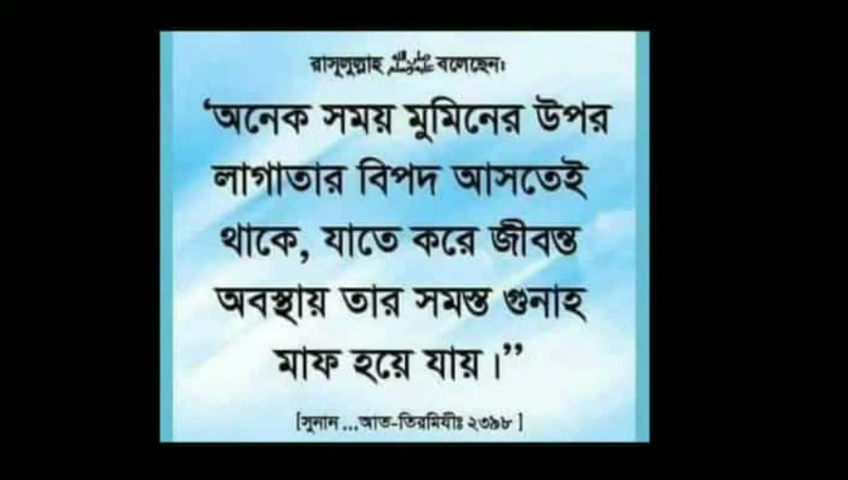 রাসূলুল্লাহ ﷺ বলেছেন:
‘অনেক সময় মুমিনের উপর
লাগাতার বিপদ আসতেই
থাকে, যাতে করে জীবন্ত
অবস্থায় তার সমস্ত গুনাহ
মাফ হয়ে যায়।’’
[সুনান ...আত-তিরমিযীঃ ২৩৯৮]